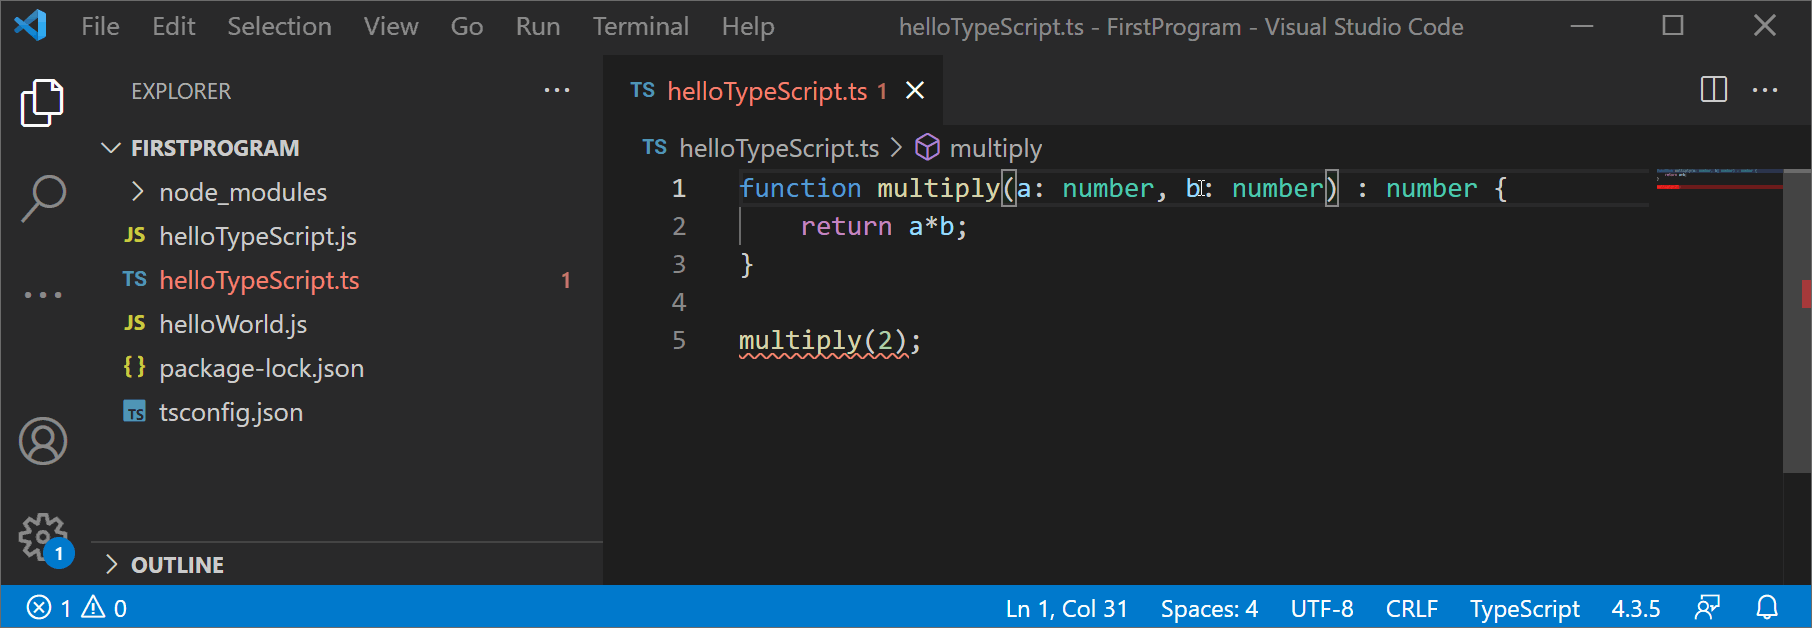 File Edit Selection View Go Run Terminal Help helloTypeScript.ts - FirstProgram - Visual Studio Code
EXPLORER
FIRSTPROGRAM
node_modules
JS helloTypeScript.js
TS helloTypeScript.ts 1
JS helloWorld.js
{} package-lock.json
TS tsconfig.json
OUTLINE
1
TS helloTypeScript.ts 1
TS helloTypeScript.ts > multiply
1 function multiply(a: number, b: number) : number {
2 return a*b;
3 }
4
5 multiply(2);
1 0 Ln 1, Col 31 Spaces: 4 UTF-8 CRLF TypeScript 4.3.5